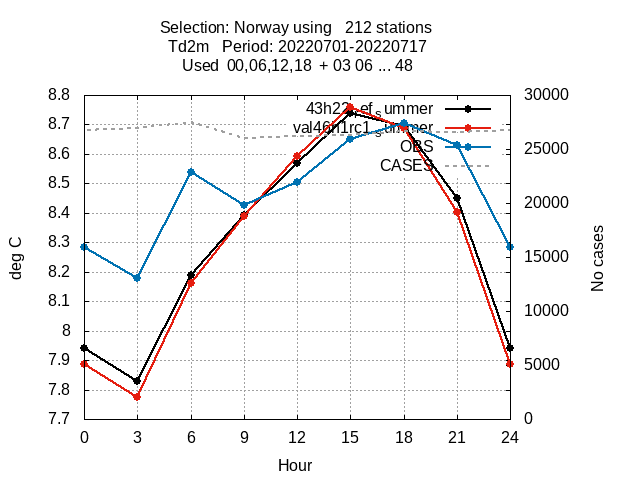 Selection: Norway using 212 stations
Td2m Period: 20220701-20220717
Used 00,06,12,18 + 03 06 ... 48
deg C
8.8
8.7
8.6
8.5
8.4
8.3
8.2
8.1
8
7.9
7.8
7.7
OBS
CASES
30000
25000
20000
15000
10000
5000
0
No cases
0 3 6 9 12 15 18 21 24
Hour